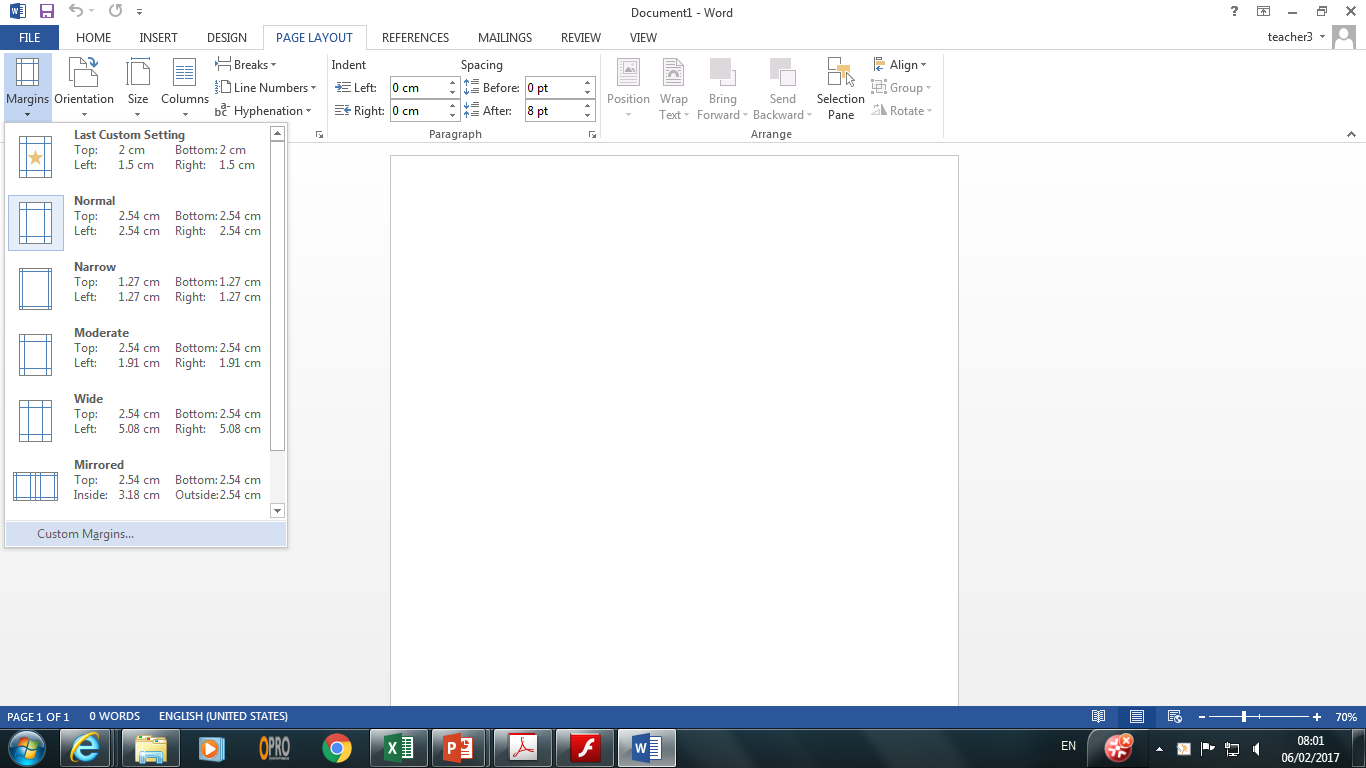 Document1 - Word
?
FILE HOME INSERT DESIGN PAGE LAYOUT REFERENCES MAILINGS REVIEW VIEW teacher3
Margins
Orientation
Size
Columns
Breaks
Line Numbers
Hyphenation
Indent
Left: 0 cm
Right: 0 cm
Spacing
Before: 0 pt
After: 8 pt
Paragraph
Position
Wrap
Text
Bring
Forward
Send
Backward
Selection
Pane
Align
Group
Rotate
Arrange
Last Custom Setting
Top: 2 cm Bottom: 2 cm
Left: 1.5 cm Right: 1.5 cm
Normal
Top: 2.54 cm Bottom: 2.54 cm
Left: 2.54 cm Right: 2.54 cm
Narrow
Top: 1.27 cm Bottom: 1.27 cm
Left: 1.27 cm Right: 1.27 cm
Moderate
Top: 2.54 cm Bottom: 2.54 cm
Left: 1.91 cm Right: 1.91 cm
Wide
Top: 2.54 cm Bottom: 2.54 cm
Left: 5.08 cm Right: 5.08 cm
Mirrored
Top: 2.54 cm Bottom: 2.54 cm
Inside: 3.18 cm Outside: 2.54 cm
Custom Margins...
PAGE 1 OF 1 0 WORDS ENGLISH (UNITED STATES) 70%
OPRO
EN
08:01
06/02/2017